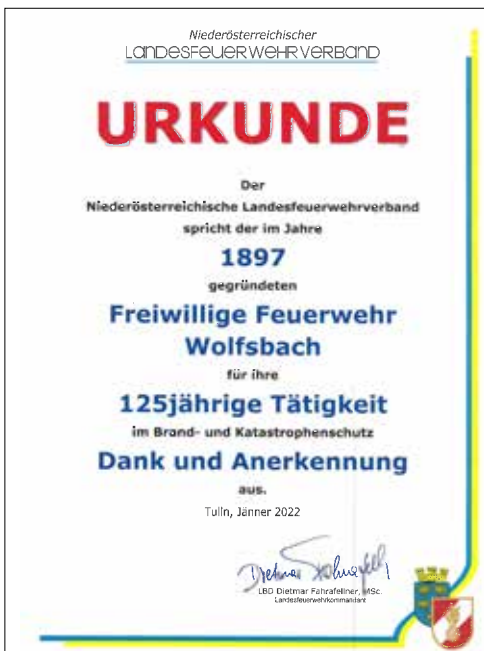 Niederösterreichischer
LANDESFEUERWEHRVERBAND
URKUNDE
Der
Niederösterreichische Landesfeuerwehrverband
spricht der im Jahre
1897
gegründeten
Freiwillige Feuerwehr
Wolfsbach
für ihre
125jährige Tätigkeit
im Brand- und Katastrophenschutz
Dank und Anerkennung
aus.
Tulln, Jänner 2022
LBD Dietmar Fahrafellner, MSc.
Landesfeuerwehrkommandant